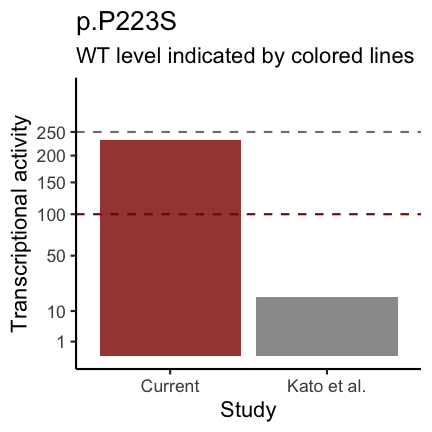 p.P223S
WT level indicated by colored lines
Transcriptional activity
250
200
150
100
50
10
1
Current
Kato et al.
Study